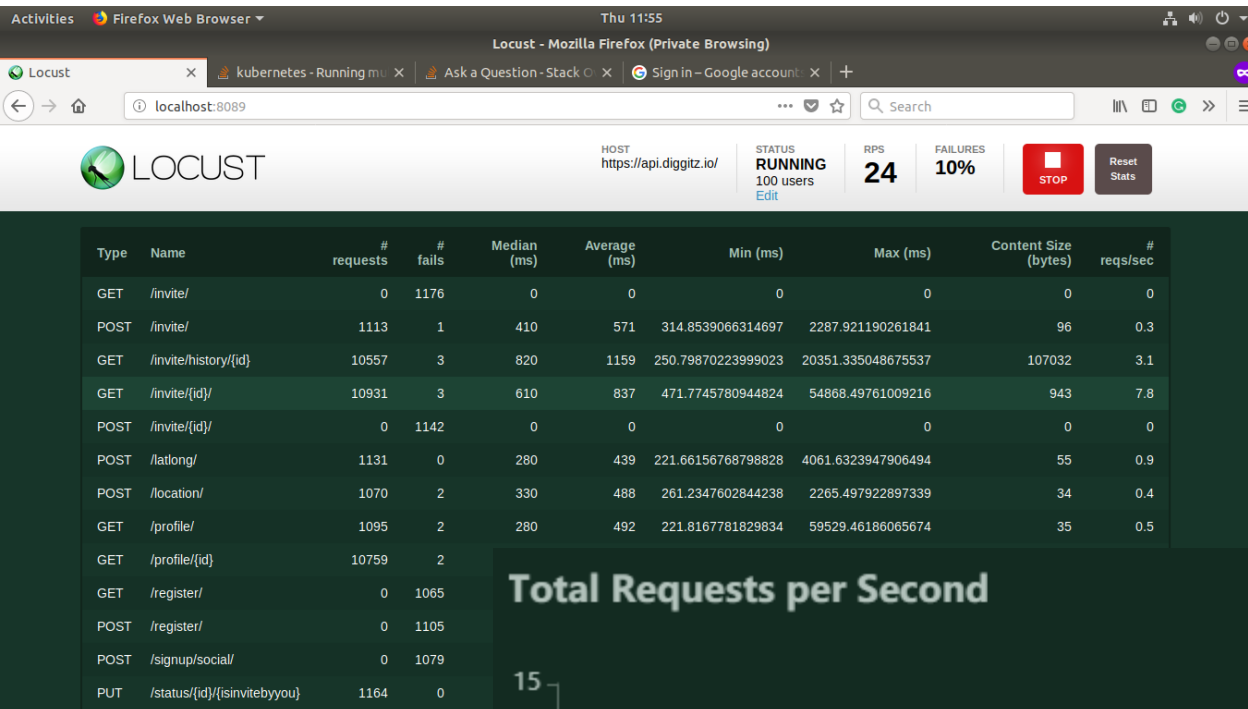 Activities Firefox Web Browser Thu 11:55
Locust - Mozilla Firefox (Private Browsing)
Locust kubernetes - Running mu Ask a Question - Stack O Sign in – Google account
localhost:8089 Search
LOCUST
HOST STATUS RPS FAILURES
https://api.diggitz.io/ RUNNING 24 10% STOP Reset Stats
100 users
Edit
Type Name # requests # fails Median (ms) Average (ms) Min (ms) Max (ms) Content Size (bytes) # reqs/sec
GET /invite/ 0 1176 0 0 0 0 0 0
POST /invite/ 1113 1 410 571 314.8539066314697 2287.921190261841 96 0.3
GET /invite/history/{id} 10557 3 820 1159 250.79870223999023 20351.335048675537 107032 3.1
GET /invite/{id}/ 10931 3 610 837 471.7745780944824 54868.49761009216 943 7.8
POST /invite/{id}/ 0 1142 0 0 0 0 0 0
POST /latlong/ 1131 0 280 439 221.66156768798828 4061.6323947906494 55 0.9
POST /location/ 1070 2 330 488 261.2347602844238 2265.497922897339 34 0.4
GET /profile/ 1095 2 280 492 221.8167781829834 59529.46186065674 35 0.5
GET /profile/{id} 10759 2
GET /register/ 0 1065
POST /register/ 0 1105
POST /signup/social/ 0 1079
PUT /status/{id}/{isinvitebyyou} 1164 0
Total Requests per Second
15